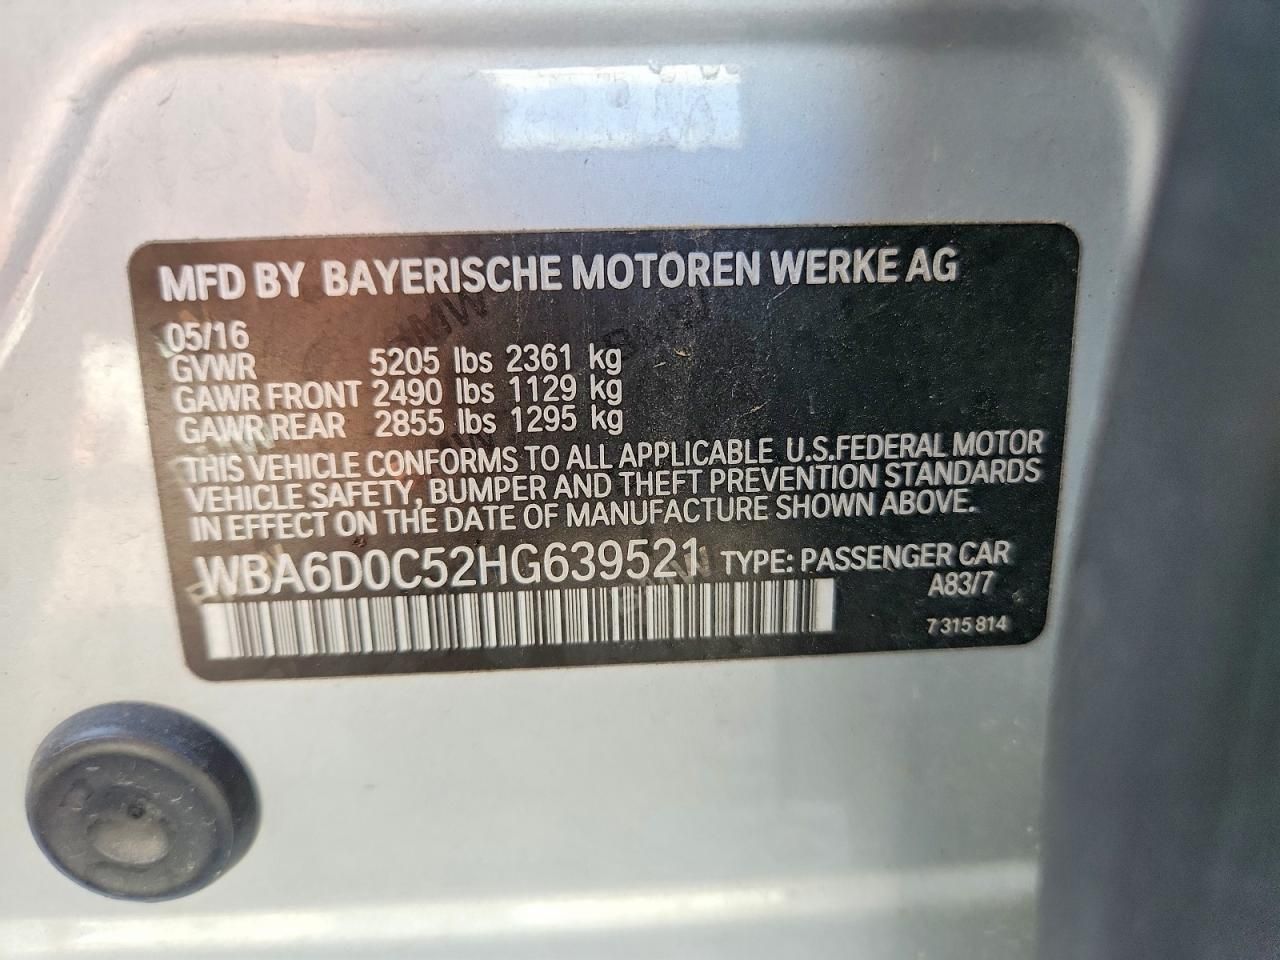 MFD BY BAYERISCHE MOTOREN WERKE AG
05/16
GVWR 5205 lbs 2361 kg
GAWR FRONT 2490 lbs 1129 kg
GAWR REAR 2855 lbs 1295 kg
THIS VEHICLE CONFORMS TO ALL APPLICABLE U.S.FEDERAL MOTOR
VEHICLE SAFETY, BUMPER AND THEFT PREVENTION STANDARDS
IN EFFECT ON THE DATE OF MANUFACTURE SHOWN ABOVE.
WBA6D0C52HG639521 TYPE: PASSENGER CAR
A83/7
7 315 814